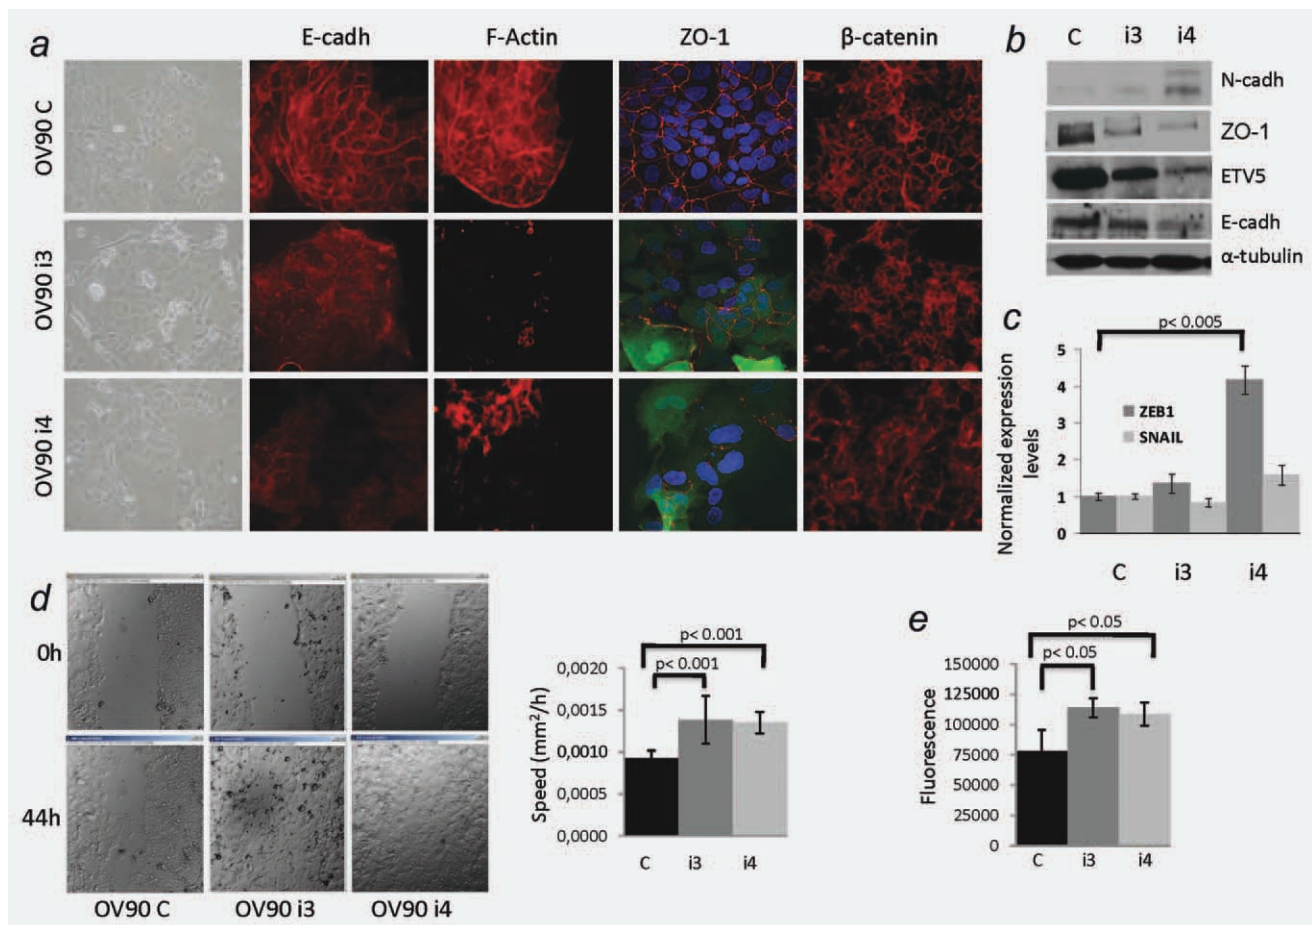 a
E-cadh F-Actin ZO-1 β-catenin
OV90 C
OV90 i3
OV90 i4
b
C i3 i4
N-cadh
ZO-1
ETV5
E-cadh
α-tubulin
c
p< 0.005
Normalized expression
levels
5
4
3
2
1
0
ZEB1
SNAIL
C i3 i4
d
0h
44h
OV90 C OV90 i3 OV90 i4
p< 0.001
p< 0.001
Speed (mm²/h)
0,0020
0,0015
0,0010
0,0005
0,0000
C i3 i4
e
p< 0.05
p< 0.05
Fluorescence
150000
125000
100000
75000
50000
25000
0
C i3 i4